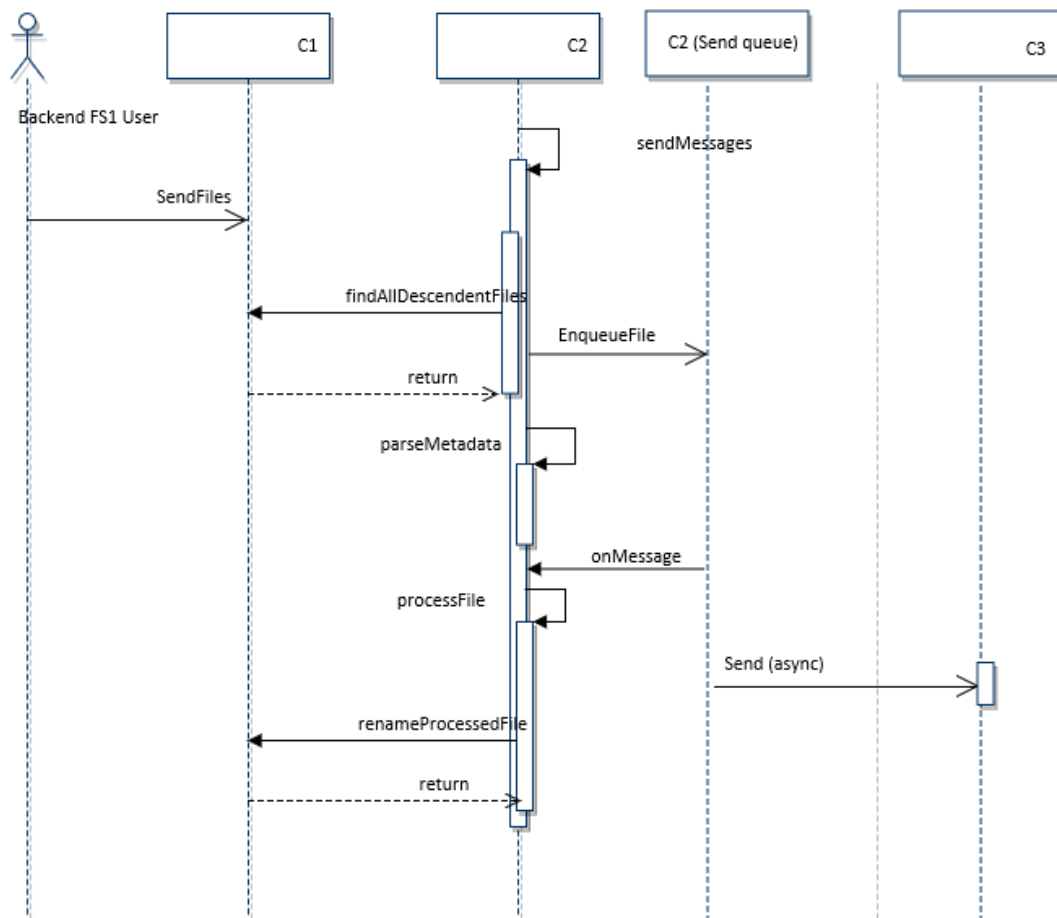 C1
C2
C2 (Send queue)
C3
Backend FS1 User
sendMessages
SendFiles
findAllDescendentFiles
EnqueueFile
return
parseMetadata
onMessage
processFile
Send (async)
renameProcessedFile
return